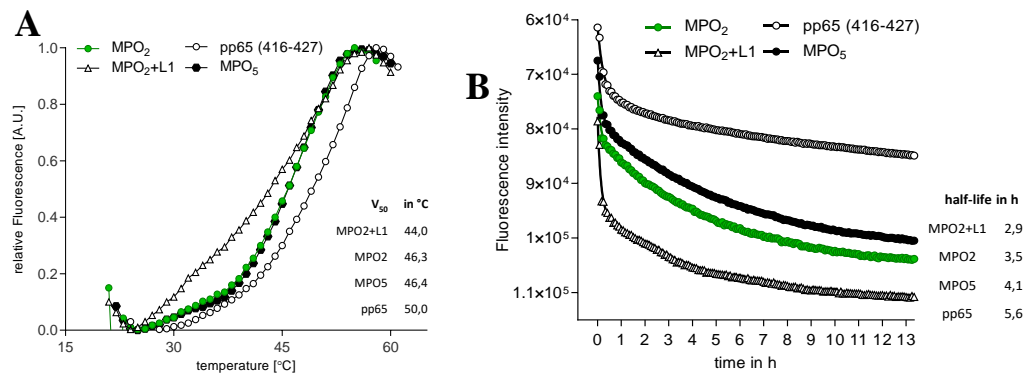 A
MPO₂
pp65 (416-427)
MPO₂+L1
MPO₅
relative Fluorescence [A.U.]
1.0
0.8
0.6
0.4
0.2
0.0
15
30
45
60
temperature [°C]
V₅₀ in °C
MPO2+L1 44,0
MPO2 46,3
MPO5 46,4
pp65 50,0
B
MPO₂
pp65 (416-427)
MPO₂+L1
MPO₅
Fluorescence intensity
6×10⁴
7×10⁴
8×10⁴
9×10⁴
1×10⁵
1.1×10⁵
0 1 2 3 4 5 6 7 8 9 10 11 12 13
time in h
half-life in h
MPO2+L1 2,9
MPO2 3,5
MPO5 4,1
pp65 5,6